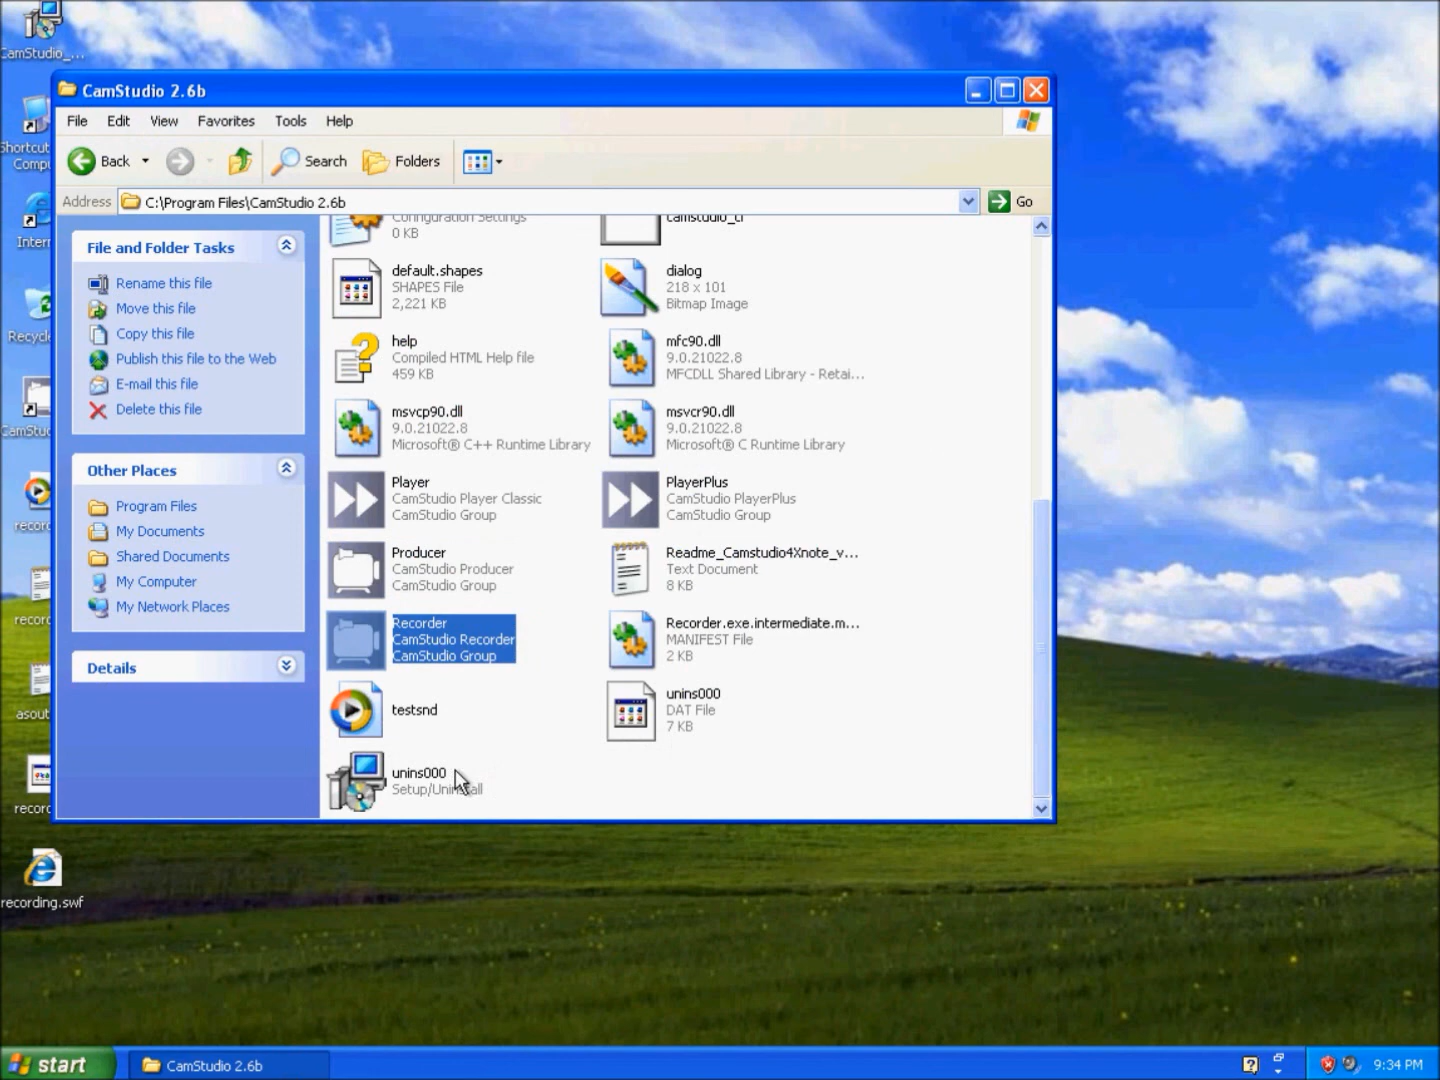 CamStudio_...
CamStudio 2.6b
File Edit View Favorites Tools Help
Back Search Folders
Address C:\Program Files\CamStudio 2.6b Go
File and Folder Tasks
Rename this file
Move this file
Copy this file
Publish this file to the Web
E-mail this file
Delete this file
Other Places
Program Files
My Documents
Shared Documents
My Computer
My Network Places
Details
Configuration Settings
0 KB
default.shapes
SHAPES File
2,221 KB
dialog
218 x 101
Bitmap Image
help
Compiled HTML Help file
459 KB
mfc90.dll
9.0.21022.8
MFCDLL Shared Library - Retai...
msvcp90.dll
9.0.21022.8
Microsoft® C++ Runtime Library
msvcr90.dll
9.0.21022.8
Microsoft® C Runtime Library
Player
CamStudio Player Classic
CamStudio Group
PlayerPlus
CamStudio PlayerPlus
CamStudio Group
Producer
CamStudio Producer
CamStudio Group
Readme_Camstudio4Xnote_v...
Text Document
8 KB
Recorder
CamStudio Recorder
CamStudio Group
Recorder.exe.intermediate.m...
MANIFEST File
2 KB
testsnd
unins000
DAT File
7 KB
unins000
Setup/Uninstall
Shortcut
Compu
Intern
Recycle
CamStud
record
record
asout
record
recording.swf
start
CamStudio 2.6b
9:34 PM